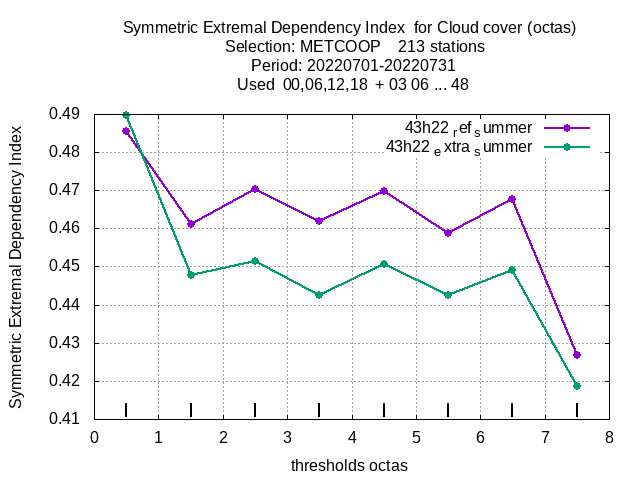 Symmetric Extremal Dependency Index  for Cloud cover (octas)
Selection: METCOOP    213 stations
Period: 20220701-20220731
Used  00,06,12,18  + 03 06 ... 48
Symmetric Extremal Dependency Index
0.49
0.48
0.47
0.46
0.45
0.44
0.43
0.42
0.41
43h22 ref summer
43h22 extra summer
0 1 2 3 4 5 6 7 8
thresholds octas